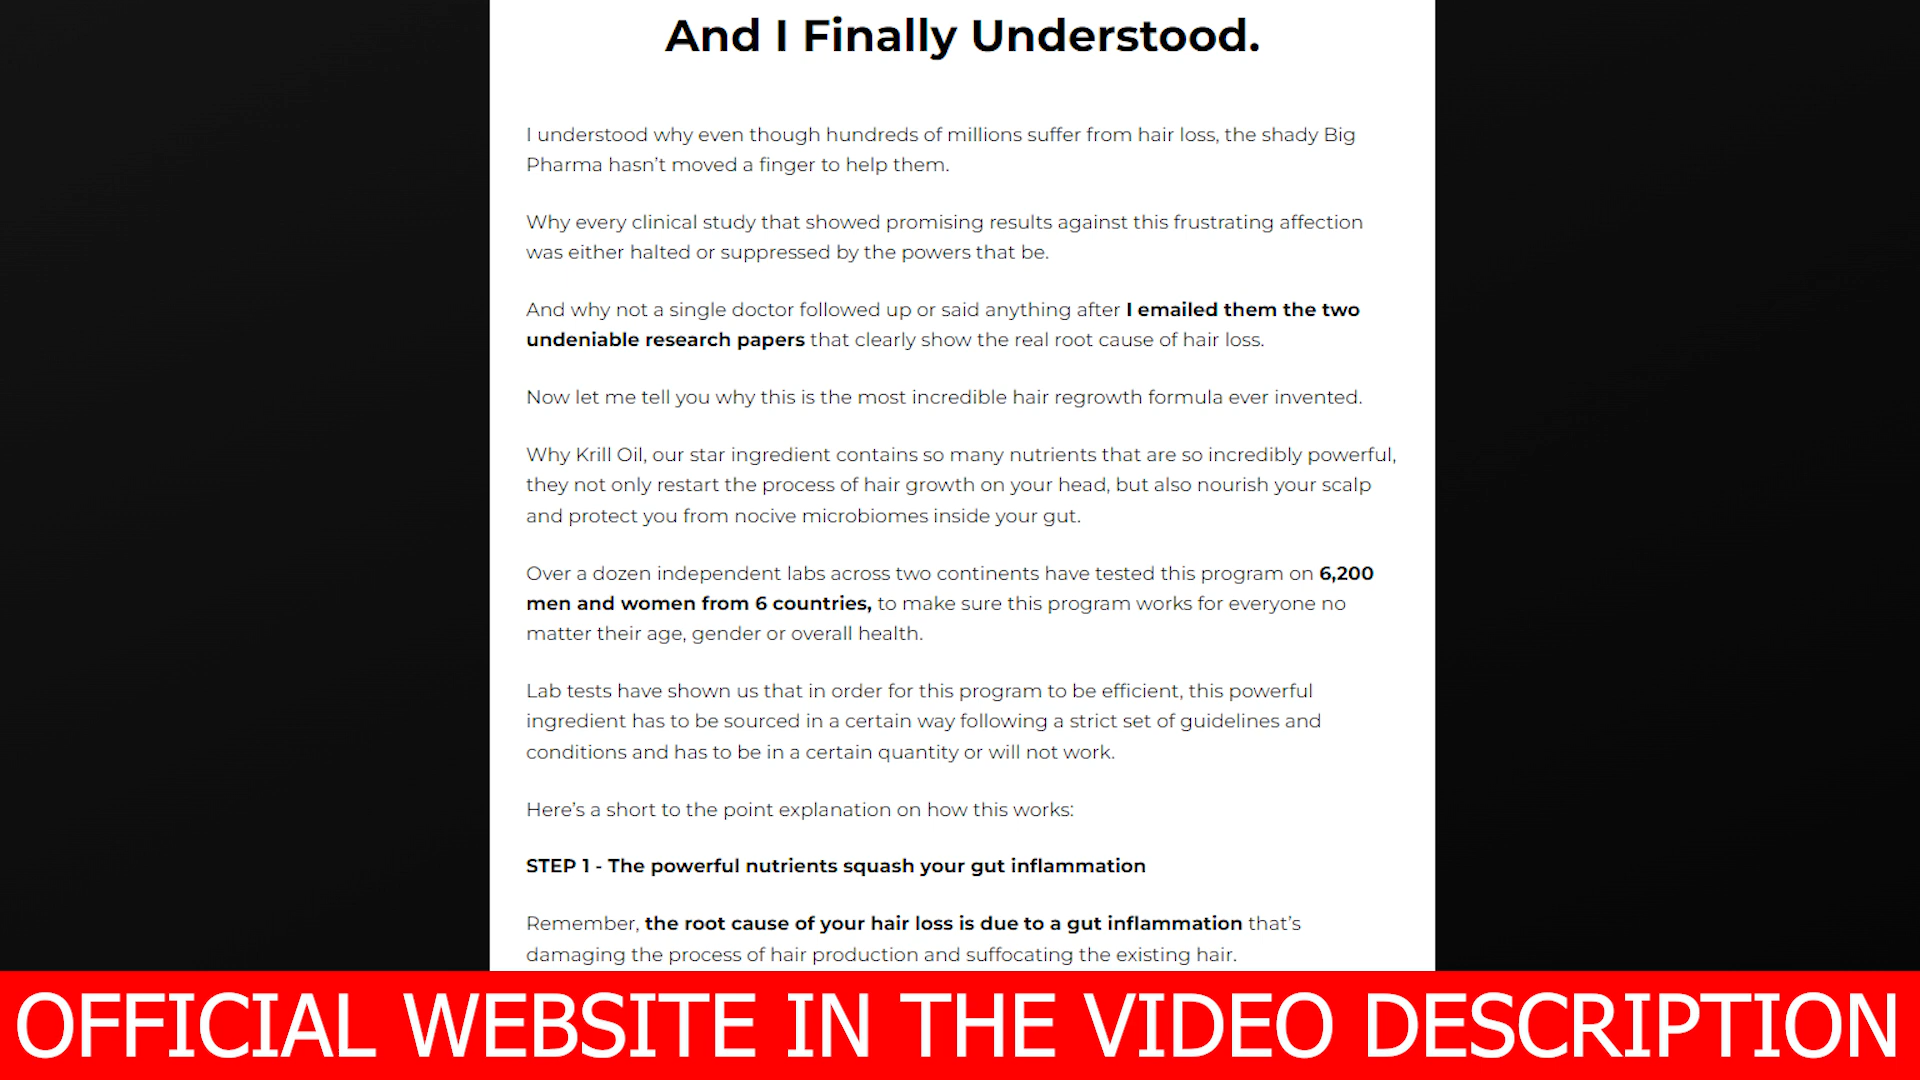 And I Finally Understood.
I understood why even though hundreds of millions suffer from hair loss, the shady Big
Pharma hasn't moved a finger to help them.
Why every clinical study that showed promising results against this frustrating affection
was either halted or suppressed by the powers that be.
And why not a single doctor followed up or said anything after I emailed them the two
undeniable research papers that clearly show the real root cause of hair loss.
Now let me tell you why this is the most incredible hair regrowth formula ever invented.
Why Krill Oil, our star ingredient contains so many nutrients that are so incredibly powerful,
they not only restart the process of hair growth on your head, but also nourish your scalp
and protect you from nocive microbiomes inside your gut.
Over a dozen independent labs across two continents have tested this program on 6,200
men and women from 6 countries, to make sure this program works for everyone no
matter their age, gender or overall health.
Lab tests have shown us that in order for this program to be efficient, this powerful
ingredient has to be sourced in a certain way following a strict set of guidelines and
conditions and has to be in a certain quantity or will not work.
Here's a short to the point explanation on how this works:
STEP 1 - The powerful nutrients squash your gut inflammation
Remember, the root cause of your hair loss is due to a gut inflammation that's
damaging the process of hair production and suffocating the existing hair.
OFFICIAL WEBSITE IN THE VIDEO DESCRIPTION